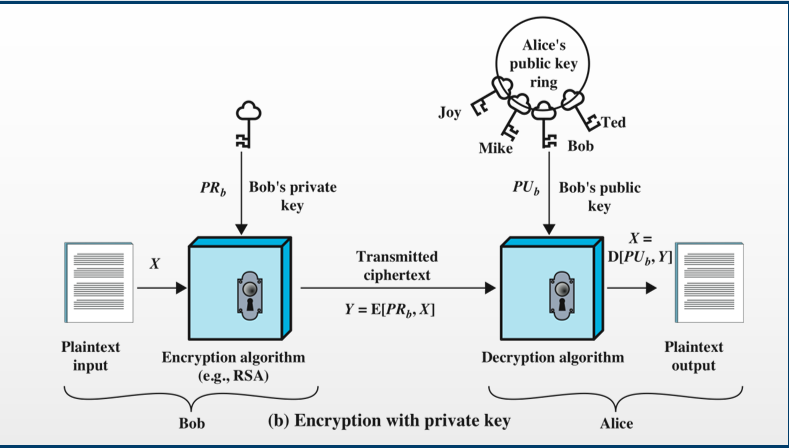 Alice's
public key
ring
Joy
Mike
Bob
Ted
PR_b
Bob's private
key
PU_b
Bob's public
key
X
Transmitted
ciphertext
Y = E[PR_b, X]
X =
D[PU_b, Y]
Plaintext
input
Encryption algorithm
(e.g., RSA)
Decryption algorithm
Plaintext
output
Bob
(b) Encryption with private key
Alice